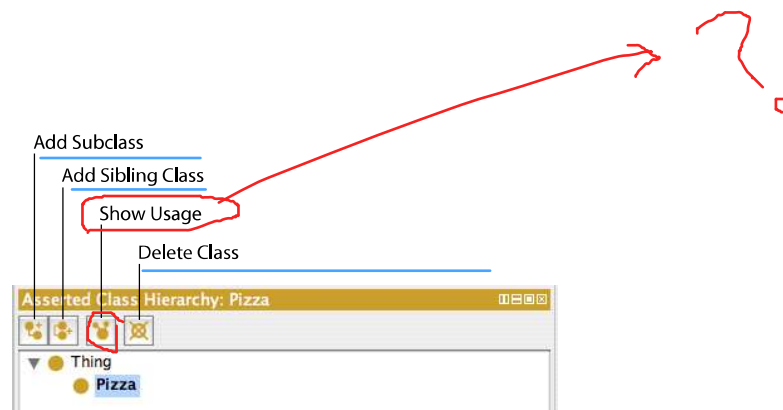 ?
Add Subclass
Add Sibling Class
Show Usage
Delete Class
Asserted Class Hierarchy: Pizza
Thing
Pizza